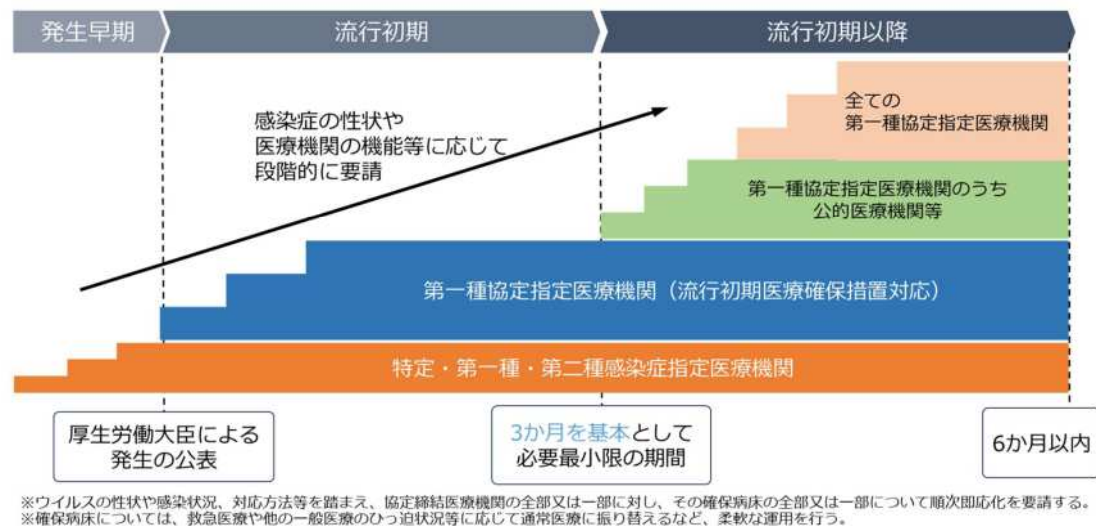 発生早期
流行初期
流行初期以降
感染症の性状や
医療機関の機能等に応じて
段階的に要請
全ての
第一種協定指定医療機関
第一種協定指定医療機関のうち
公的医療機関等
第一種協定指定医療機関（流行初期医療確保措置対応）
特定・第一種・第二種感染症指定医療機関
厚生労働大臣による
発生の公表
3か月を基本として
必要最小限の期間
6か月以内
※ウイルスの性状や感染状況、対応方法等を踏まえ、協定締結医療機関の全部又は一部に対し、その確保病床の全部又は一部について順次即応化を要請する。
※確保病床については、救急医療や他の一般医療のひっ迫状況等に応じて通常医療に振り替えるなど、柔軟な運用を行う。